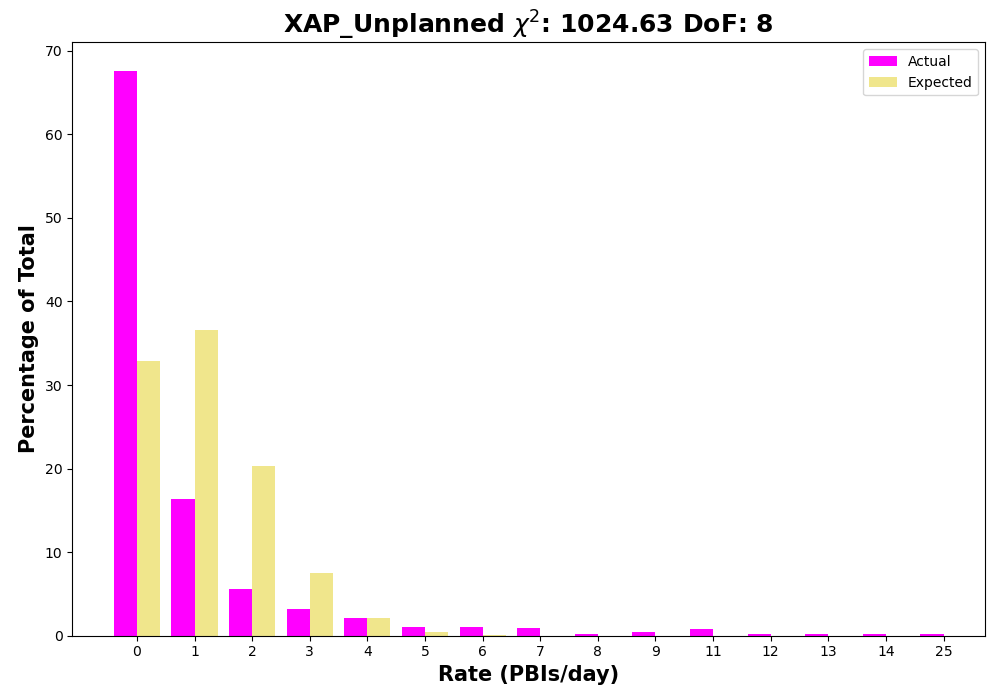 XAP_Unplanned χ²: 1024.63 DoF: 8
Actual
Expected
Percentage of Total
70
60
50
40
30
20
10
0
0 1 2 3 4 5 6 7 8 9 11 12 13 14 25
Rate (PBIs/day)